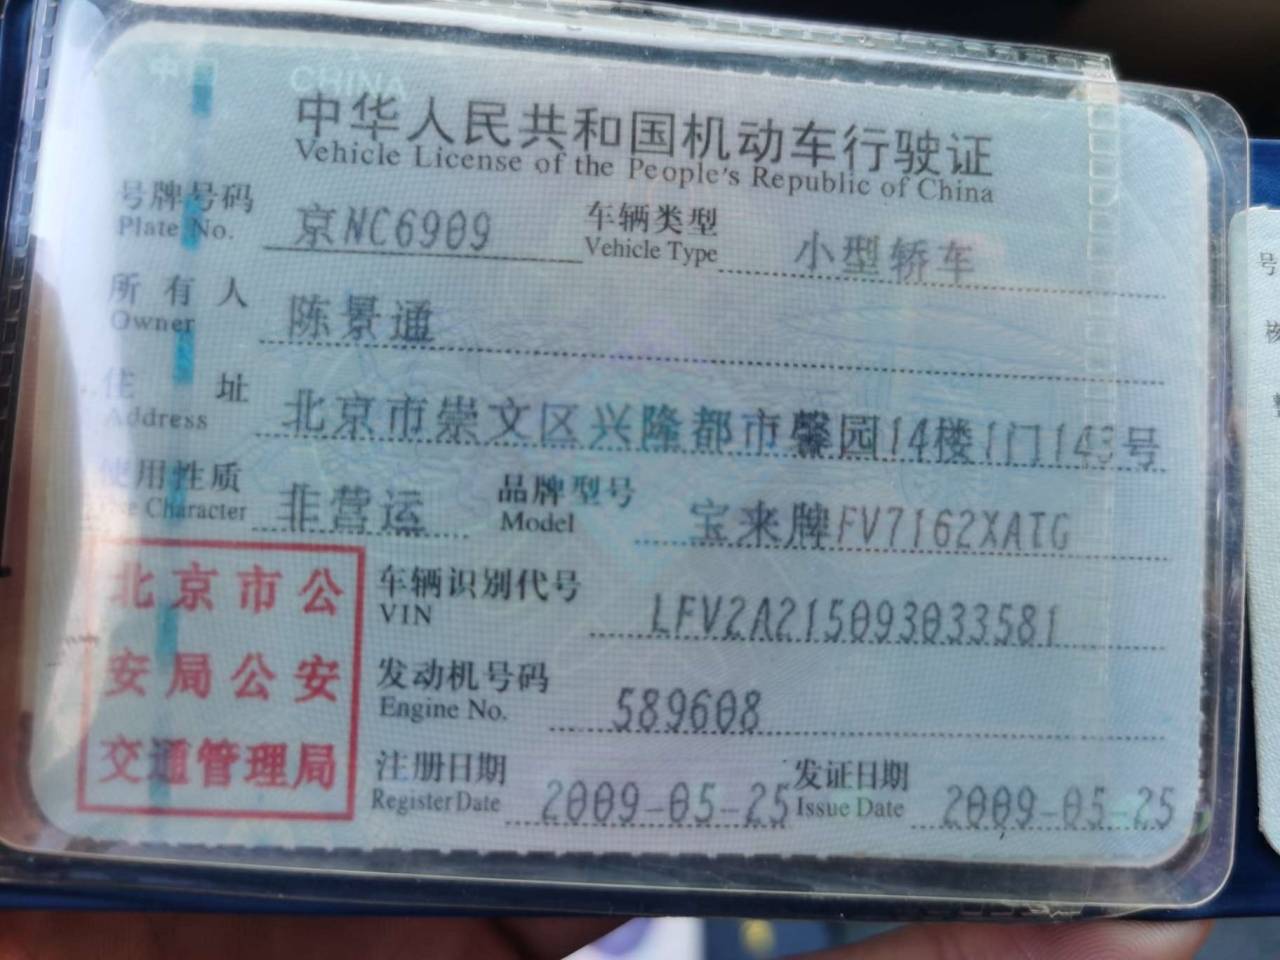 中 CHINA
中华人民共和国机动车行驶证
Vehicle License of the People's Republic of China
号牌号码 京NC6909 车辆类型 小型轿车
Plate No. Vehicle Type
所有人 陈景通
Owner
住址 北京市崇文区兴隆都市馨园14楼1门143号
Address
使用性质 非营运 品牌型号 宝来牌FV7162XATG
Use Character Model
北京市公
安局公安
交通管理局
车辆识别代号 LFV2A215093033581
VIN
发动机号码 589608
Engine No.
注册日期 2009-05-25 发证日期 2009-05-25
Register Date Issue Date
号